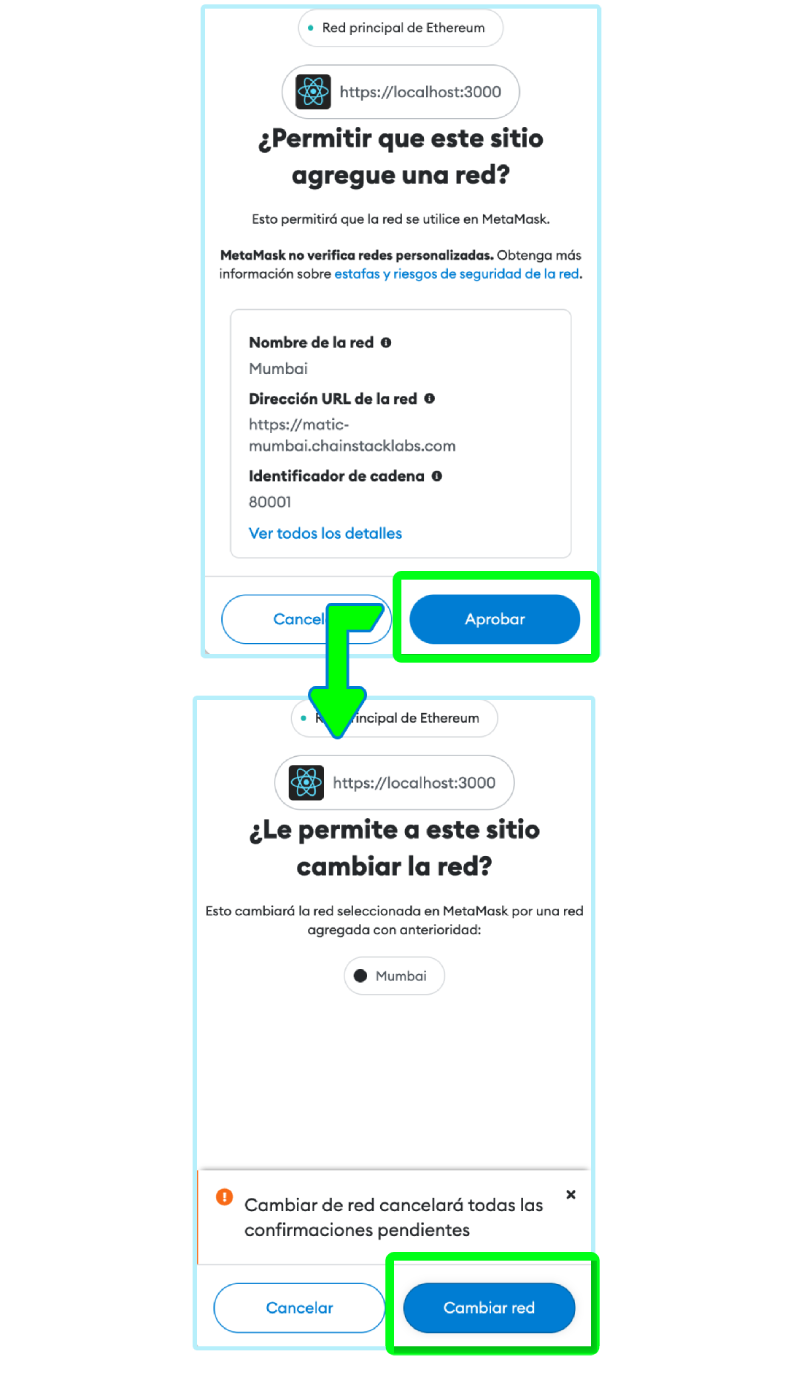 Red principal de Ethereum
https://localhost:3000
¿Permitir que este sitio
agregue una red?
Esto permitirá que la red se utilice en MetaMask.
MetaMask no verifica redes personalizadas. Obtenga más
información sobre estafas y riesgos de seguridad de la red.
Nombre de la red
Mumbai
Dirección URL de la red
https://matic-
mumbai.chainstacklabs.com
Identificador de cadena
80001
Ver todos los detalles
Cancel Aprobar
R principal de Ethereum
https://localhost:3000
¿Le permite a este sitio
cambiar la red?
Esto cambiará la red seleccionada en MetaMask por una red
agregada con anterioridad:
Mumbai
Cambiar de red cancelará todas las
confirmaciones pendientes
Cancelar Cambiar red